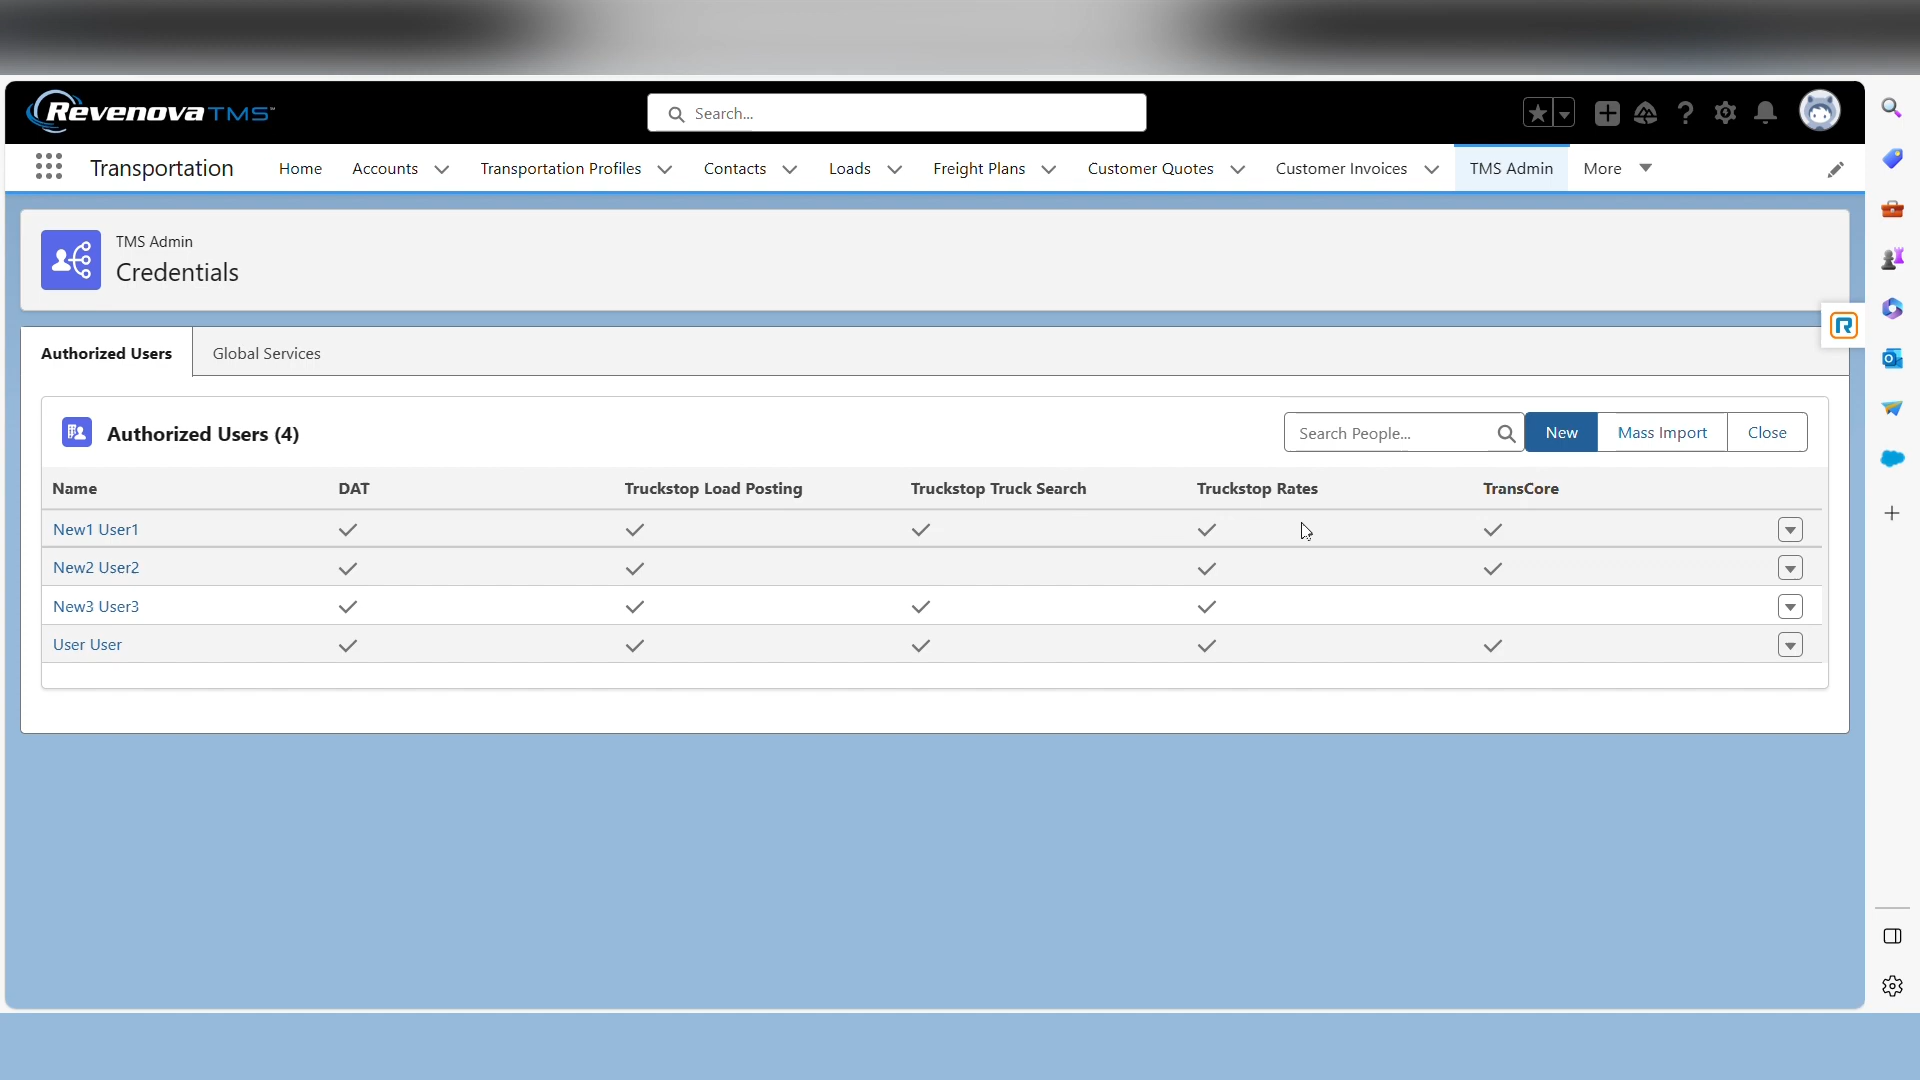 Revenova TMS™
Search...
Transportation
Home
Accounts
Transportation Profiles
Contacts
Loads
Freight Plans
Customer Quotes
Customer Invoices
TMS Admin
More
TMS Admin
Credentials
Authorized Users
Global Services
Authorized Users (4)
Search People...
New
Mass Import
Close
Name DAT Truckstop Load Posting Truckstop Truck Search Truckstop Rates TransCore
New1 User1
New2 User2
New3 User3
User User